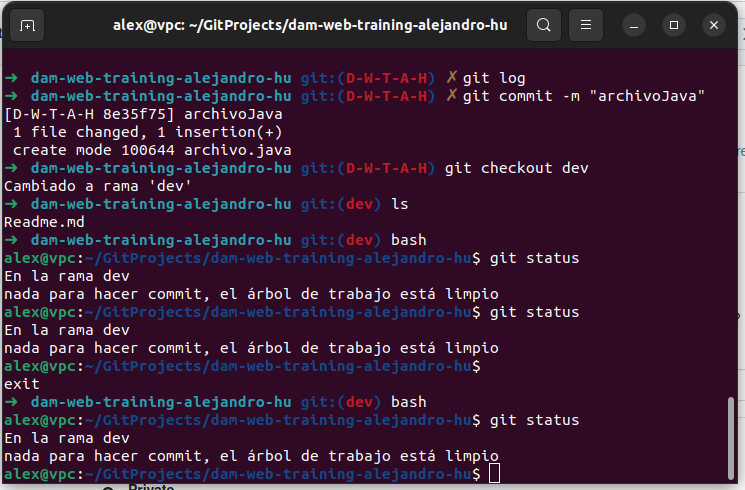 alex@vpc: ~/GitProjects/dam-web-training-alejandro-hu
➜ dam-web-training-alejandro-hu git:(D-W-T-A-H) ✗ git log
➜ dam-web-training-alejandro-hu git:(D-W-T-A-H) ✗ git commit -m "archivoJava"
[D-W-T-A-H 8e35f75] archivoJava
1 file changed, 1 insertion(+)
create mode 100644 archivo.java
➜ dam-web-training-alejandro-hu git:(D-W-T-A-H) git checkout dev
Cambiado a rama 'dev'
➜ dam-web-training-alejandro-hu git:(dev) ls
Readme.md
➜ dam-web-training-alejandro-hu git:(dev) bash
alex@vpc:~/GitProjects/dam-web-training-alejandro-hu$ git status
En la rama dev
nada para hacer commit, el árbol de trabajo está limpio
alex@vpc:~/GitProjects/dam-web-training-alejandro-hu$ git status
En la rama dev
nada para hacer commit, el árbol de trabajo está limpio
alex@vpc:~/GitProjects/dam-web-training-alejandro-hu$
exit
➜ dam-web-training-alejandro-hu git:(dev) bash
alex@vpc:~/GitProjects/dam-web-training-alejandro-hu$ git status
En la rama dev
nada para hacer commit, el árbol de trabajo está limpio
alex@vpc:~/GitProjects/dam-web-training-alejandro-hu$
Private